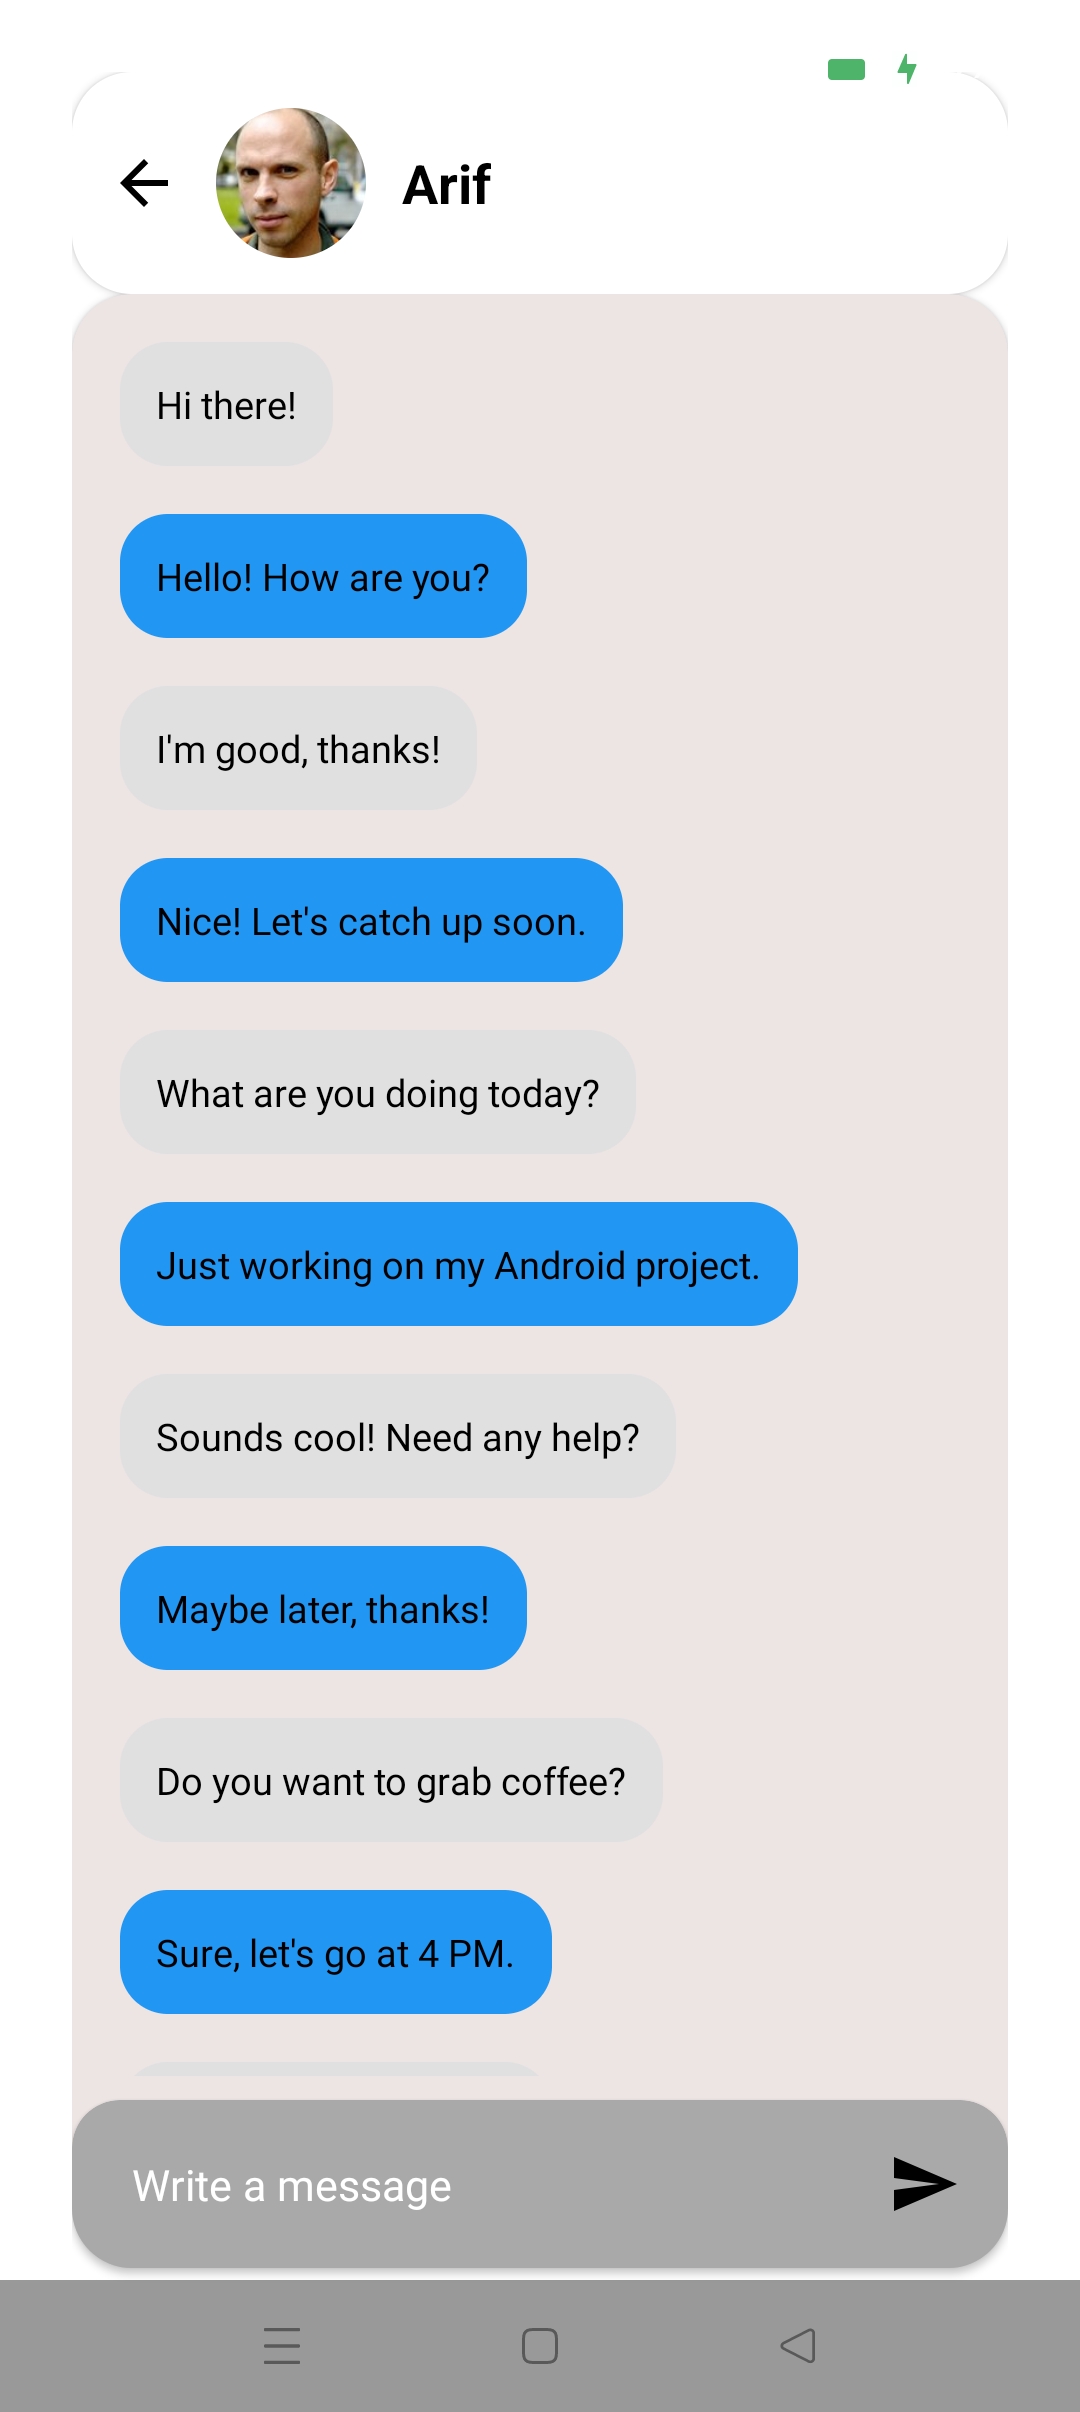 Arif
Hi there!
Hello! How are you?
I'm good, thanks!
Nice! Let's catch up soon.
What are you doing today?
Just working on my Android project.
Sounds cool! Need any help?
Maybe later, thanks!
Do you want to grab coffee?
Sure, let's go at 4 PM.
Write a message